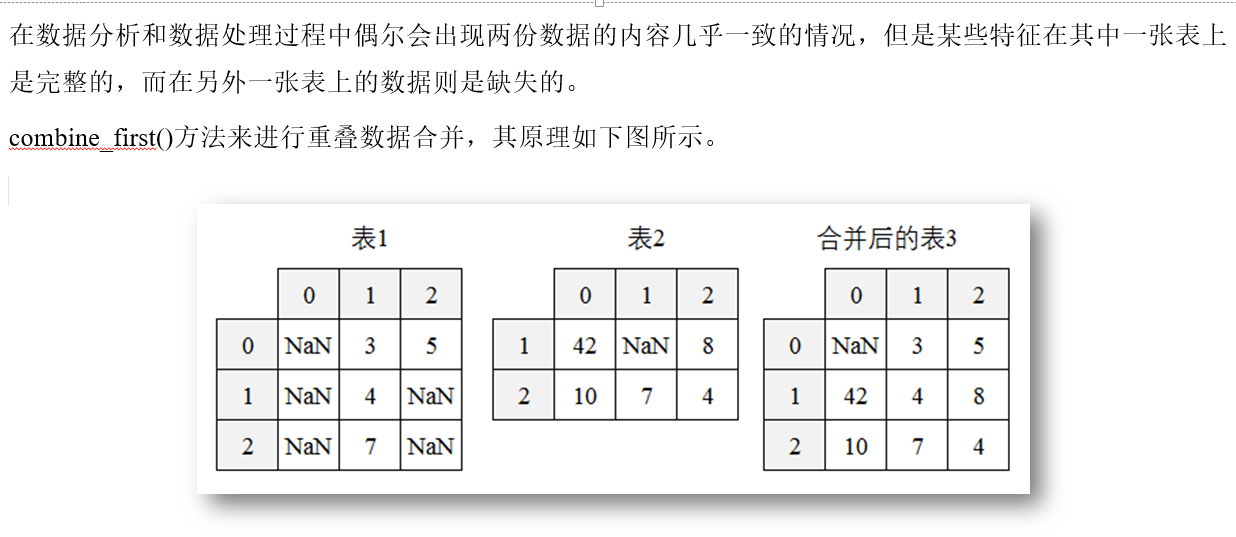 在数据分析和数据处理过程中偶尔会出现两份数据的内容几乎一致的情况，但是某些特征在其中一张表上
是完整的，而在另外一张表上的数据则是缺失的。
combine_first()方法来进行重叠数据合并，其原理如下图所示。
表1
0 1 2
0 NaN 3 5
1 NaN 4 NaN
2 NaN 7 NaN
表2
0 1 2
1 42 NaN 8
2 10 7 4
合并后的表3
0 1 2
0 NaN 3 5
1 42 4 8
2 10 7 4